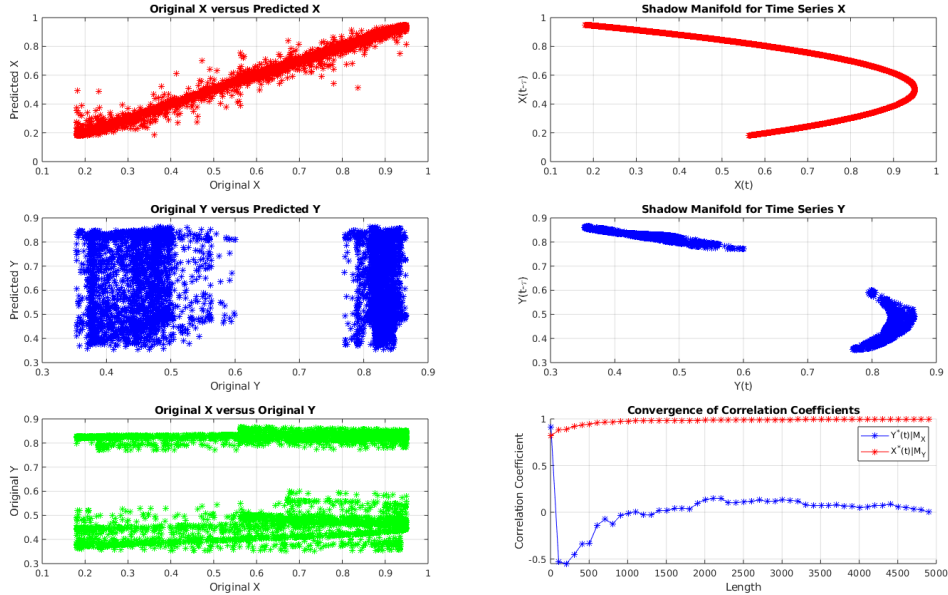 Original X versus Predicted X
1
0.8
0.6
0.4
0.2
0
Predicted X
0.1 0.2 0.3 0.4 0.5 0.6 0.7 0.8 0.9 1
Original X
Shadow Manifold for Time Series X
1
0.8
0.6
0.4
0.2
0
X(t-τ)
0.1 0.2 0.3 0.4 0.5 0.6 0.7 0.8 0.9 1
X(t)
Original Y versus Predicted Y
0.9
0.8
0.7
0.6
0.5
0.4
0.3
Predicted Y
0.3 0.4 0.5 0.6 0.7 0.8 0.9
Original Y
Shadow Manifold for Time Series Y
0.9
0.8
0.7
0.6
0.5
0.4
0.3
Y(t-τ)
0.3 0.4 0.5 0.6 0.7 0.8 0.9
Y(t)
Original X versus Original Y
0.9
0.8
0.7
0.6
0.5
0.4
0.3
Original Y
0.1 0.2 0.3 0.4 0.5 0.6 0.7 0.8 0.9 1
Original X
Convergence of Correlation Coefficients
1
0.5
0
-0.5
Correlation Coefficient
Y*(t)|M_X
X*(t)|M_Y
0 500 1000 1500 2000 2500 3000 3500 4000 4500 5000
Length